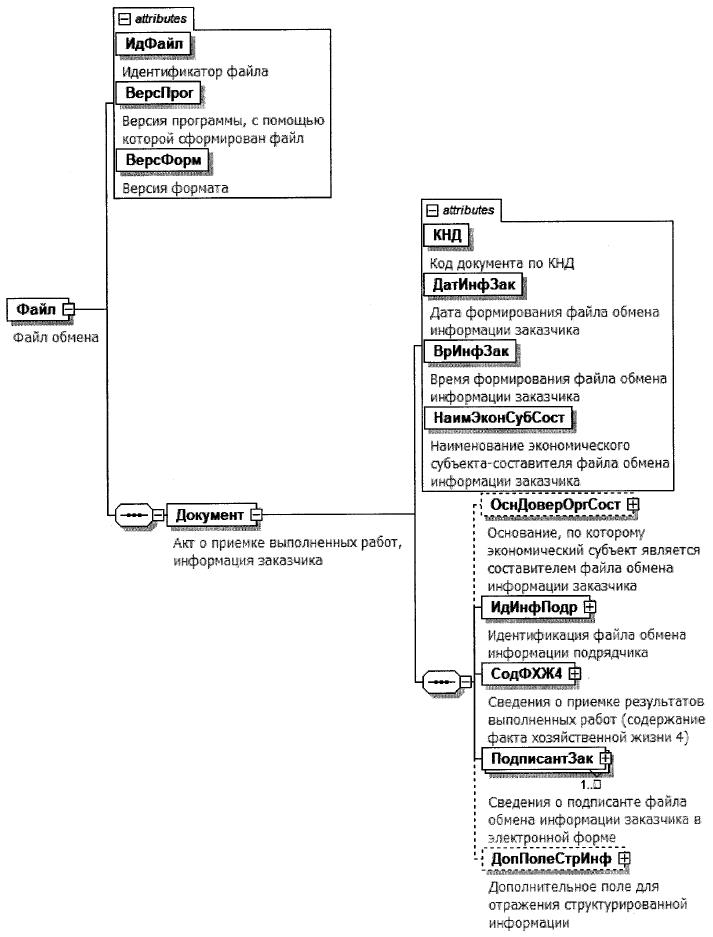 attributes
ИдФайл
Идентификатор файла
ВерсПрог
Версия программы, с помощью
которой сформирован файл
ВерсФорм
Версия формата
Файл
Файл обмена
Документ
Акт о приемке выполненных работ,
информация заказчика
attributes
КНД
Код документа по КНД
ДатИнфЗак
Дата формирования файла обмена
информации заказчика
ВрИнфЗак
Время формирования файла обмена
информации заказчика
НаимЭконСубСост
Наименование экономического
субъекта-составителя файла обмена
информации заказчика
ОснДоверОргСост
Основание, по которому
экономический субъект является
составителем файла обмена
информации заказчика
ИдИнфПодр
Идентификация файла обмена
информации подрядчика
СодФХЖ4
Сведения о приемке результатов
выполненных работ (содержание
факта хозяйственной жизни 4)
ПодписантЗак
1..
Сведения о подписанте файла
обмена информации заказчика в
электронной форме
ДопПолеСтрИнф
Дополнительное поле для
отражения структурированной
информации